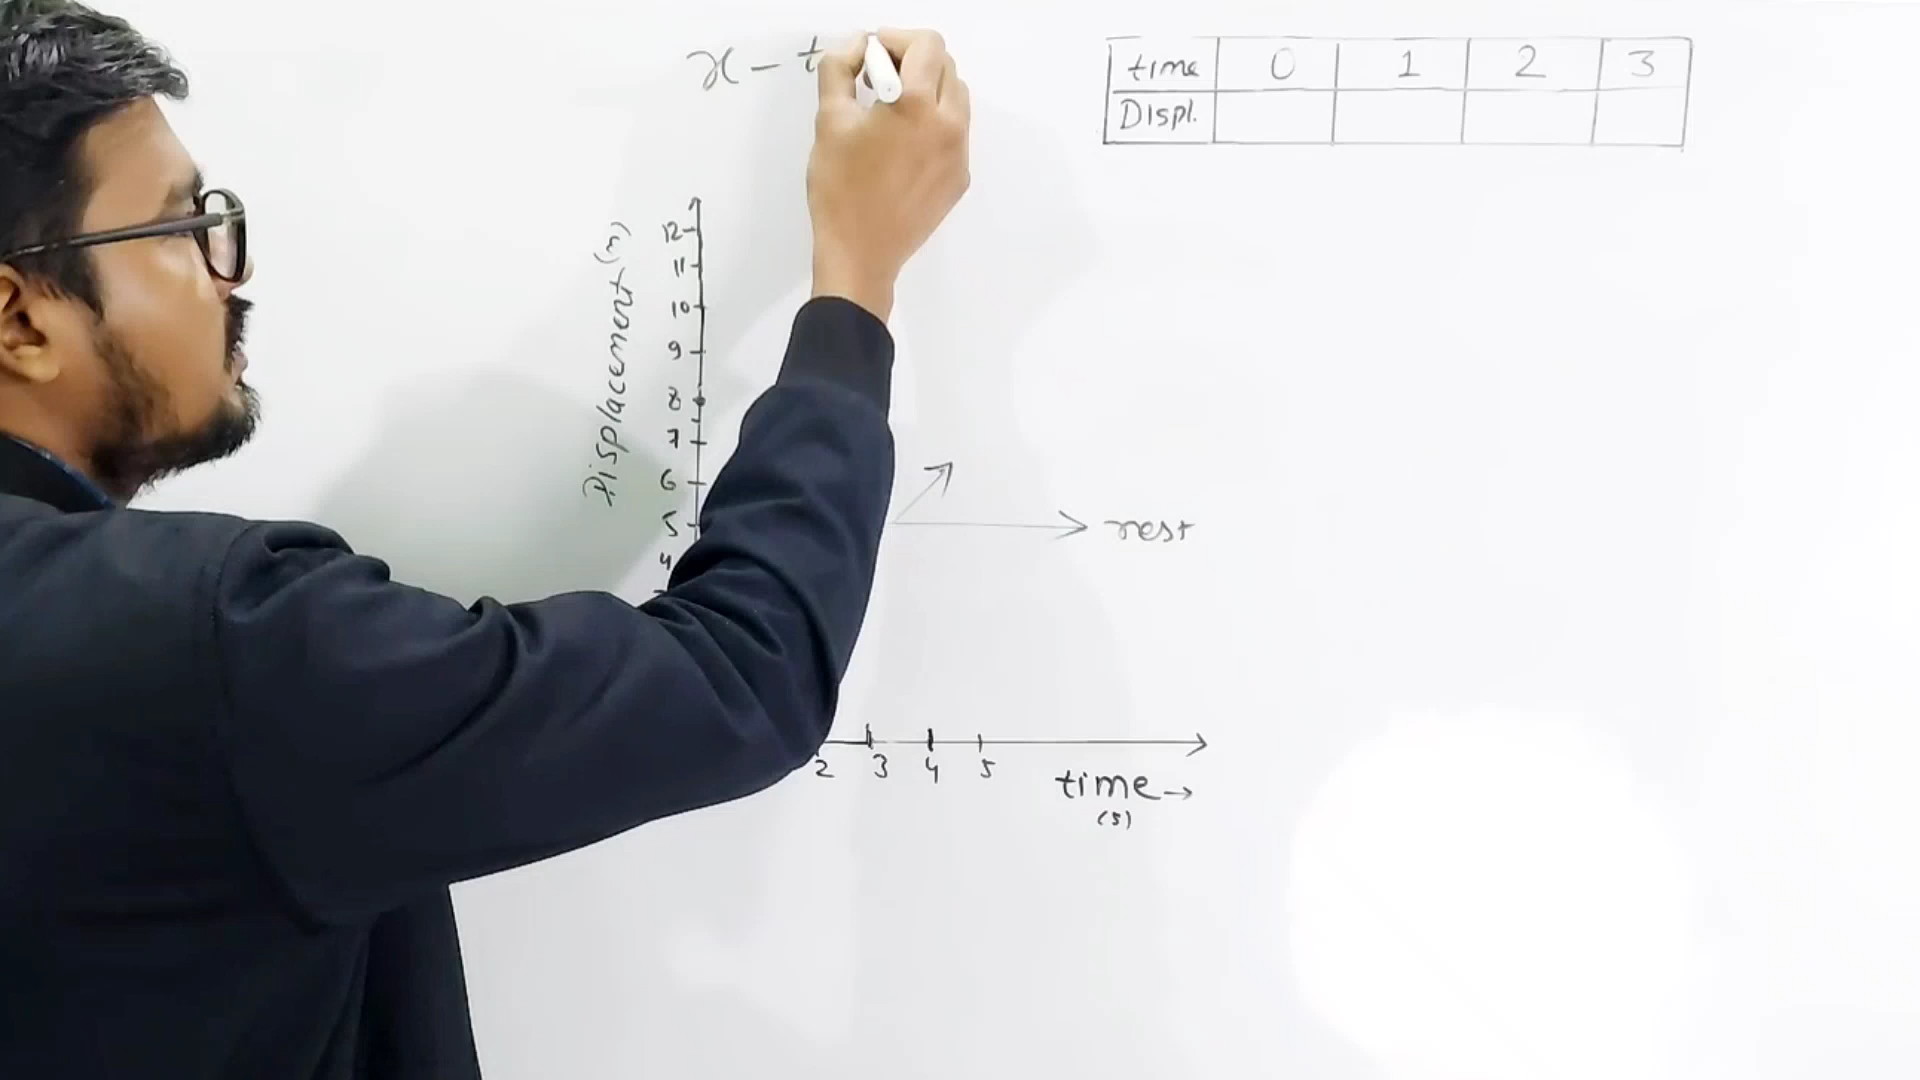 x - t
time 0 1 2 3
Displ.
Displacement (m)
12
11
10
9
8
7
6
5
4
rest
2 3 4 5
time →
(s)